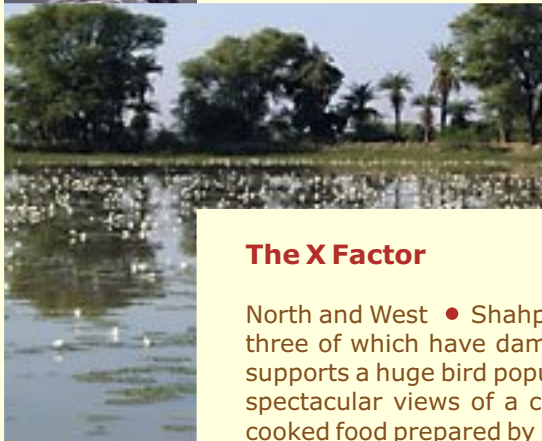 The X Factor
North and West • Shahp
three of which have dam
supports a huge bird popu
spectacular views of a c
cooked food prepared by